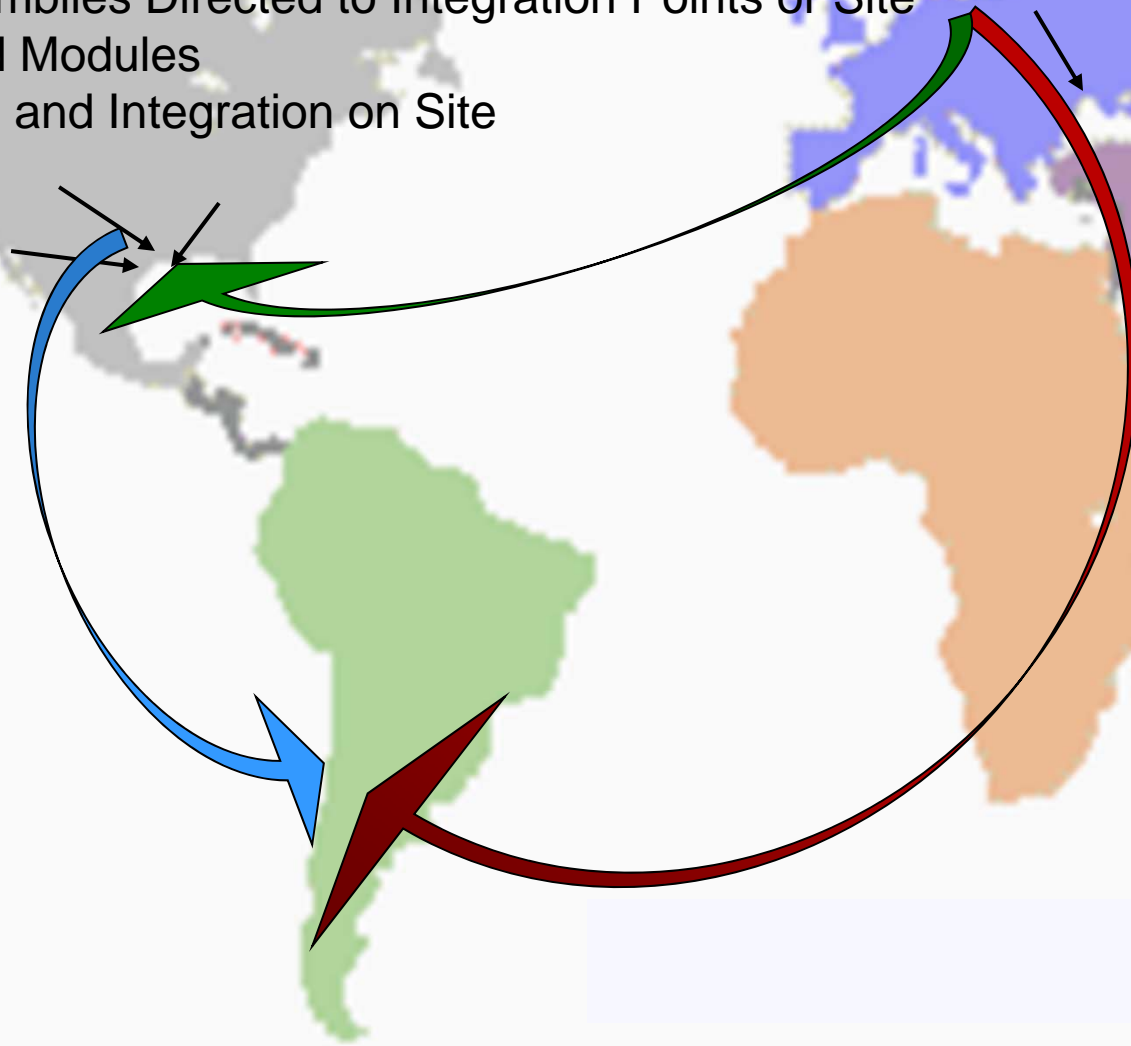 Directed to Integration Points of Site
Modules
and Integration on Site